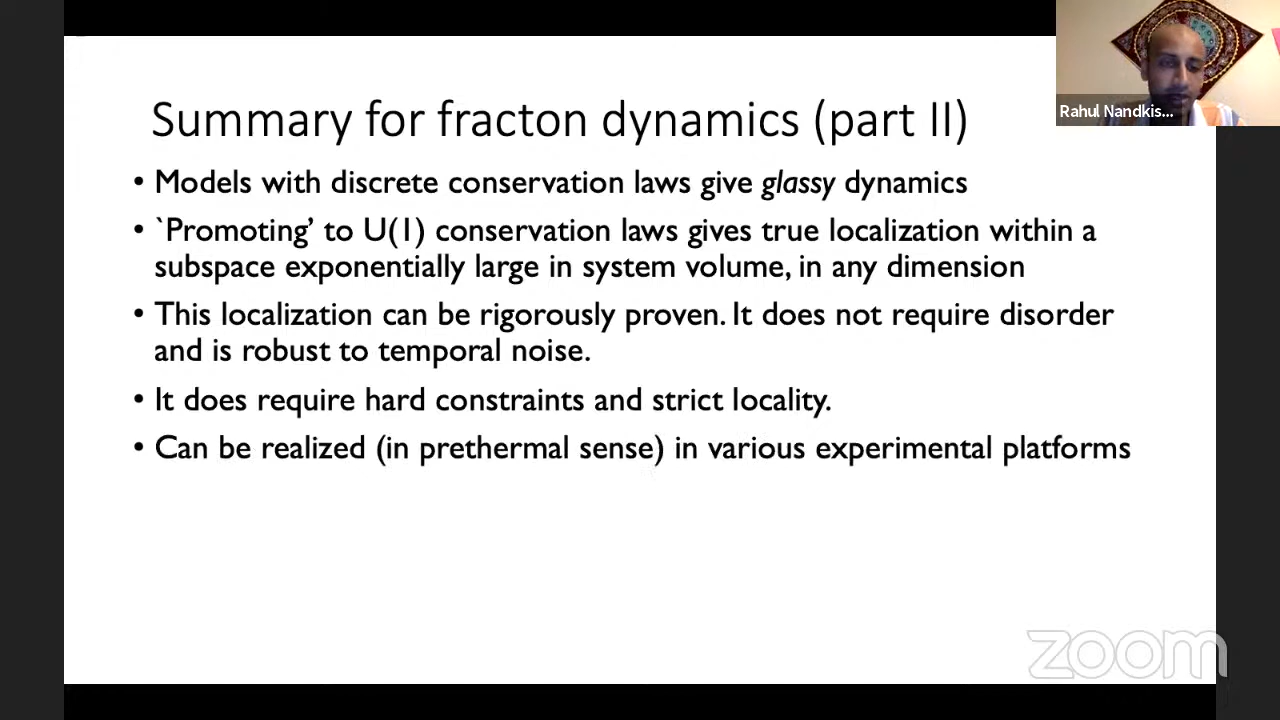 Summary for fracton dynamics (part II)
Rahul Nandkis...
• Models with discrete conservation laws give glassy dynamics
• `Promoting’ to U(1) conservation laws gives true localization within a
subspace exponentially large in system volume, in any dimension
• This localization can be rigorously proven. It does not require disorder
and is robust to temporal noise.
• It does require hard constraints and strict locality.
• Can be realized (in prethermal sense) in various experimental platforms
zoom